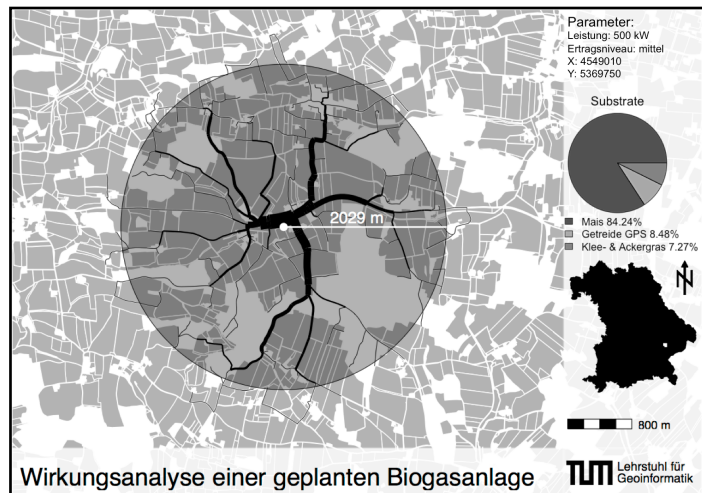 Parameter:
Leistung: 500 kW
Ertragsniveau: mittel
X: 4549010
Y: 5369750
Substrate
2029 m
Mais 84.24%
Getreide GPS 8.48%
Klee- & Ackergras 7.27%
N
800 m
Wirkungsanalyse einer geplanten Biogasanlage
TUM Lehrstuhl für
Geoinformatik